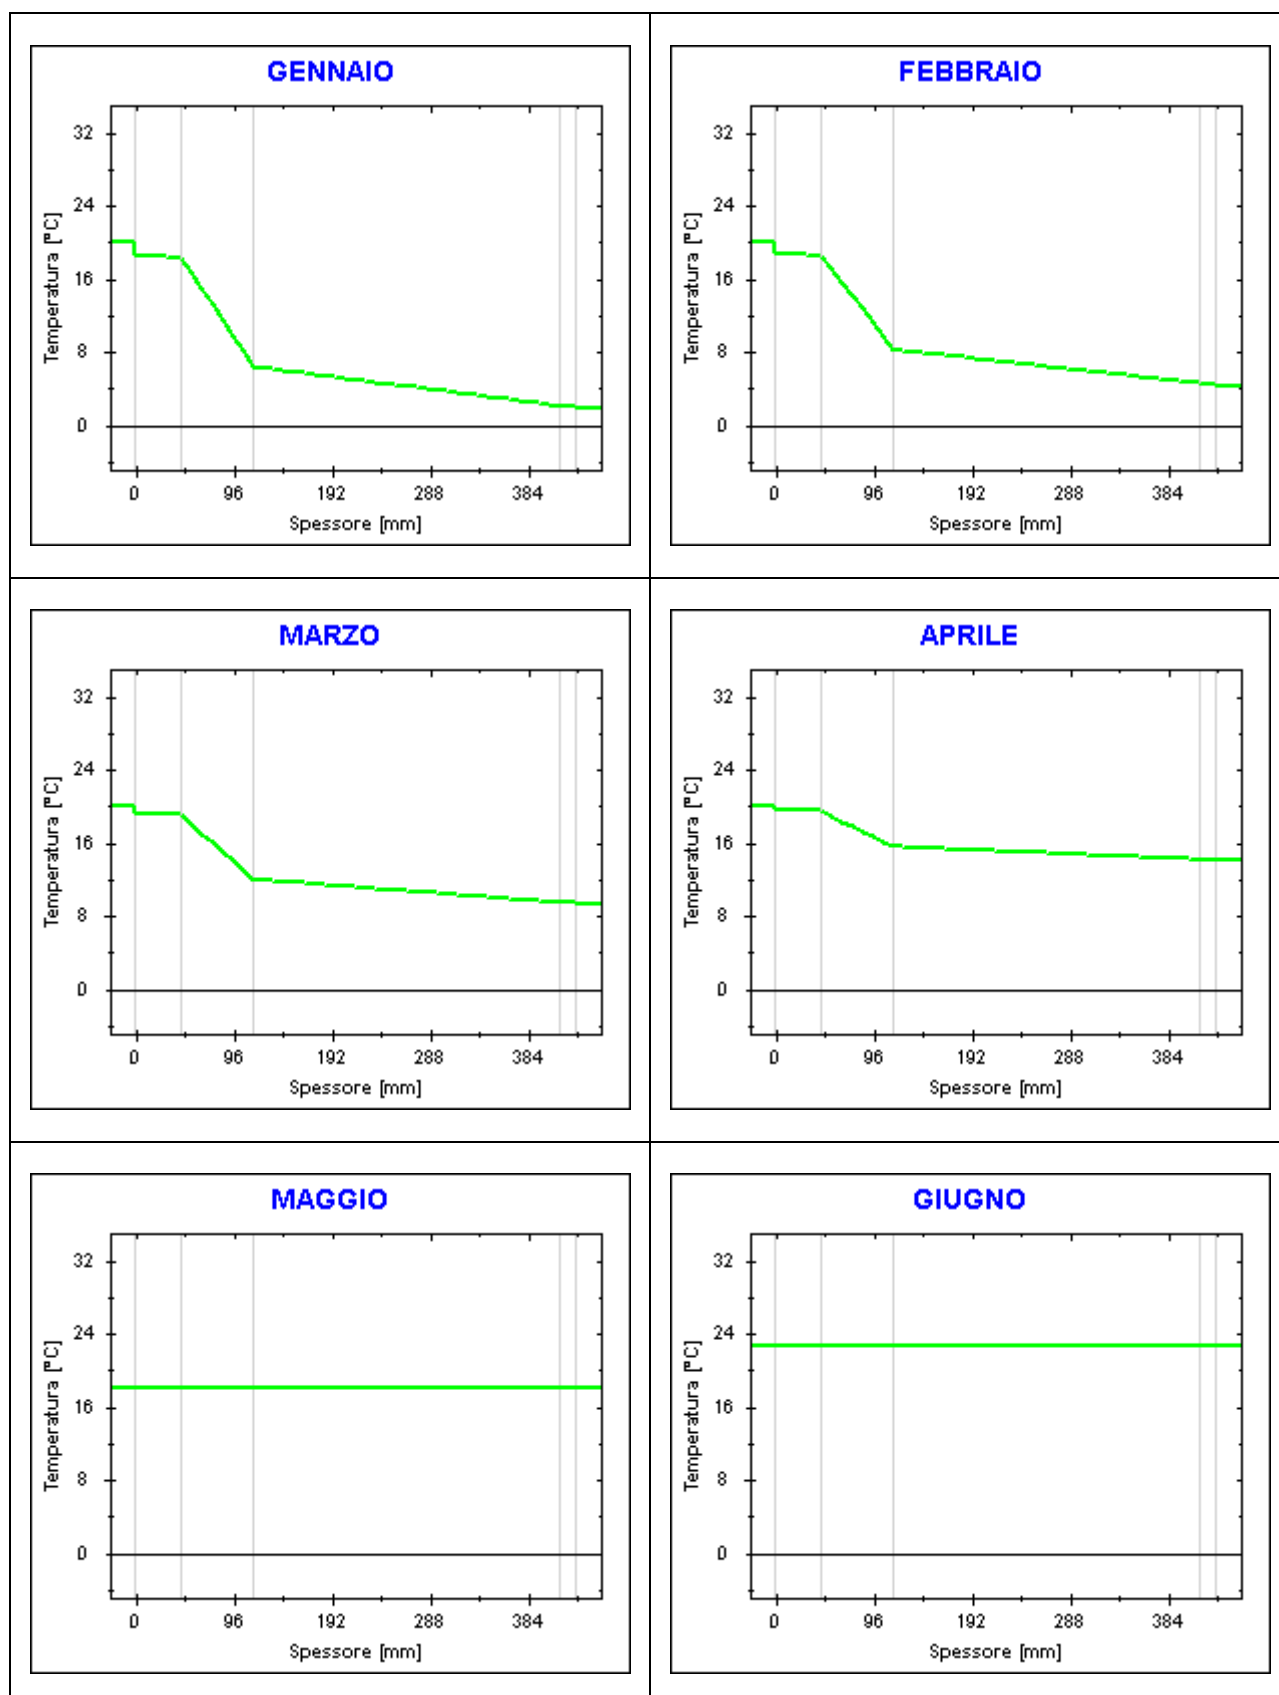 GENNAIO
32
24
16
8
0
Temperatura [°C]
0 96 192 288 384
Spessore [mm]
FEBBRAIO
32
24
16
8
0
Temperatura [°C]
0 96 192 288 384
Spessore [mm]
MARZO
32
24
16
8
0
Temperatura [°C]
0 96 192 288 384
Spessore [mm]
APRILE
32
24
16
8
0
Temperatura [°C]
0 96 192 288 384
Spessore [mm]
MAGGIO
32
24
16
8
0
Temperatura [°C]
0 96 192 288 384
Spessore [mm]
GIUGNO
32
24
16
8
0
Temperatura [°C]
0 96 192 288 384
Spessore [mm]